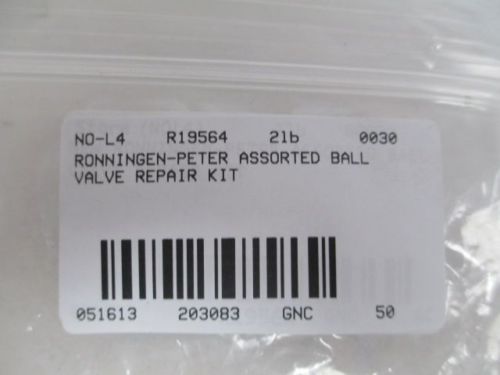 NO-L4 R19564 2lb 0030
RONNINGEN-PETER ASSORTED BALL
VALVE REPAIR KIT
051613 203083 GNC 50